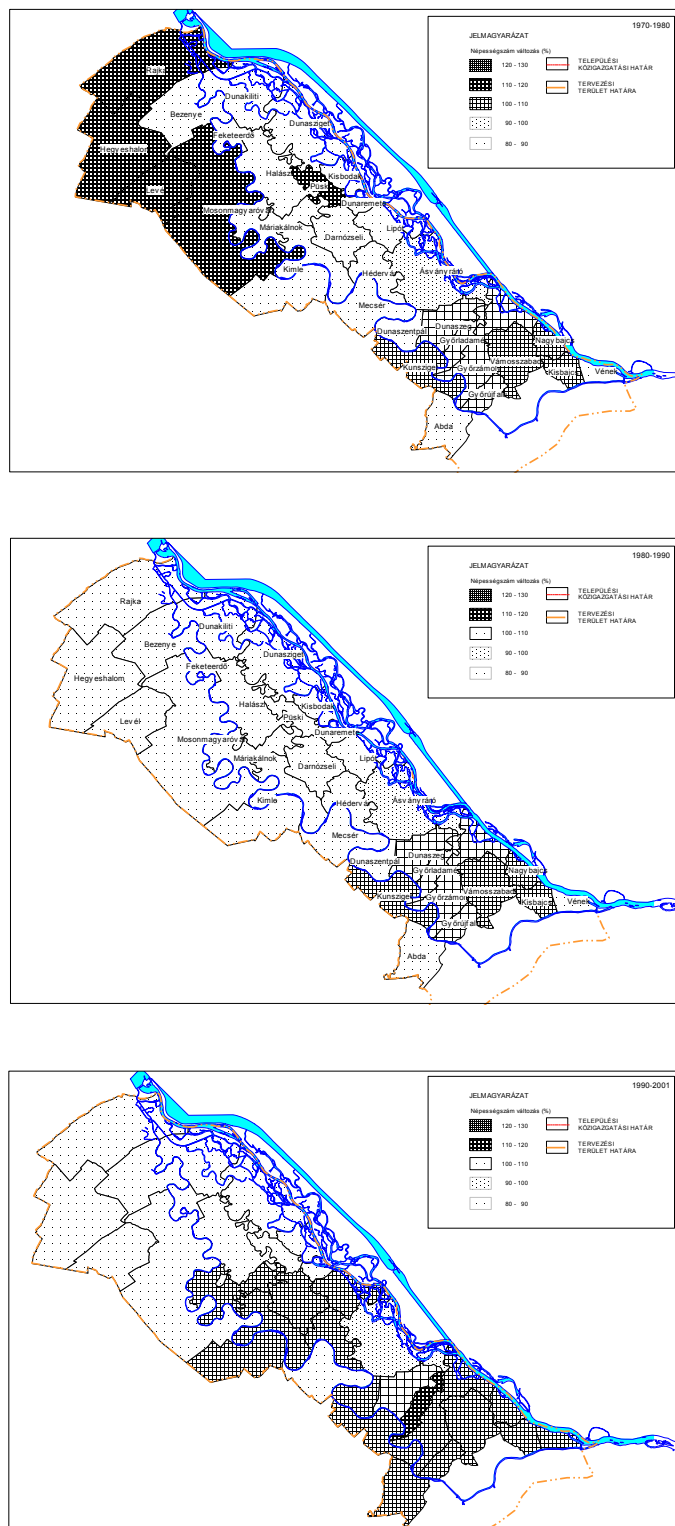 1970-1980
JELMAGYARÁZAT
Népességszám változás (%)
120 - 130
TELEPÜLÉSI
KÖZIGAZGATÁSI HATÁR
110 - 120
TERVEZÉSI
TERÜLET HATÁRA
100 - 110
90 - 100
80 - 90
Rajka
Dunakiliti
Bezenye
Dunasziget
Feketeerdő
Hegyeshalom
Halászi
Kisbodak
Püski
Levél
Dunaremete
Mosonmagyaróvár
Máriakálnok
Lipót
Darnózseli
Kimle
Hédervár
Ásványráró
Mecsér
Dunaszentpál
Dunaszeg
Győrladamér
Nagybajcs
Vámosszabadi
Kunsziget
Győrzámoly
Kisbajcs
Vének
Győrújfalu
Abda
1980-1990
JELMAGYARÁZAT
Népességszám változás (%)
120 - 130
TELEPÜLÉSI
KÖZIGAZGATÁSI HATÁR
110 - 120
TERVEZÉSI
TERÜLET HATÁRA
100 - 110
90 - 100
80 - 90
Rajka
Dunakiliti
Bezenye
Dunasziget
Feketeerdő
Hegyeshalom
Halászi
Kisbodak
Püski
Levél
Dunaremete
Mosonmagyaróvár
Máriakálnok
Lipót
Darnózseli
Kimle
Hédervár
Ásványráró
Mecsér
Dunaszentpál
Dunaszeg
Győrladamér
Nagybajcs
Vámosszabadi
Kunsziget
Győrzámoly
Kisbajcs
Vének
Győrújfalu
Abda
1990-2001
JELMAGYARÁZAT
Népességszám változás (%)
120 - 130
TELEPÜLÉSI
KÖZIGAZGATÁSI HATÁR
110 - 120
TERVEZÉSI
TERÜLET HATÁRA
100 - 110
90 - 100
80 - 90